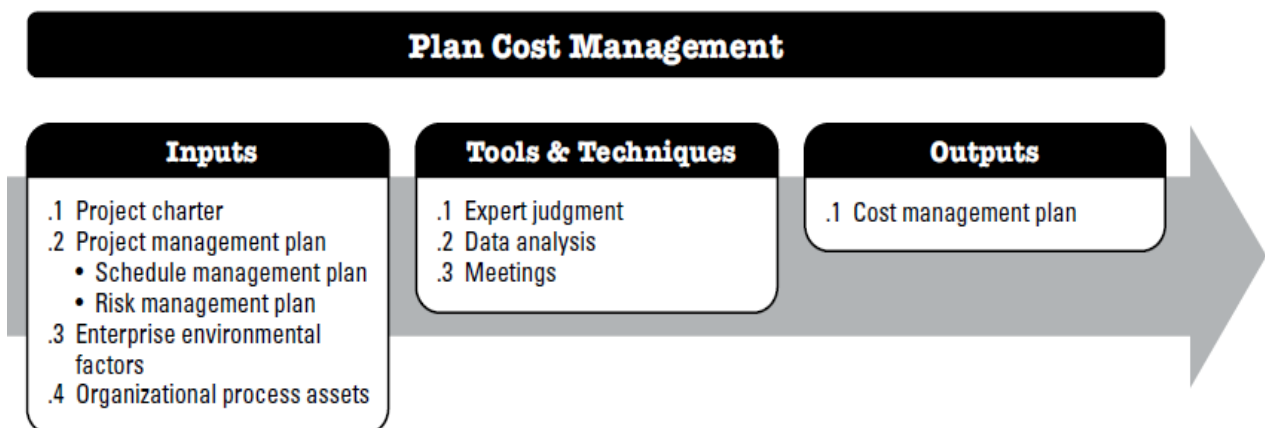 Plan Cost Management
Inputs
.1 Project charter
.2 Project management plan
• Schedule management plan
• Risk management plan
.3 Enterprise environmental
factors
.4 Organizational process assets
Tools & Techniques
.1 Expert judgment
.2 Data analysis
.3 Meetings
Outputs
.1 Cost management plan